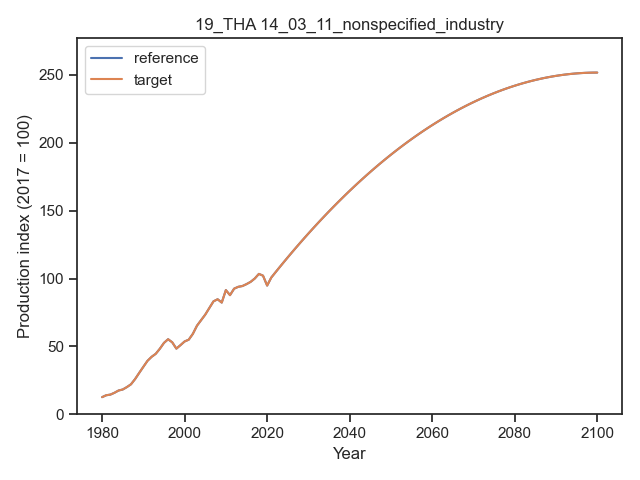 19_THA 14_03_11_nonspecified_industry
reference
target
Production index (2017 = 100)
250
200
150
100
50
0
1980 2000 2020 2040 2060 2080 2100
Year